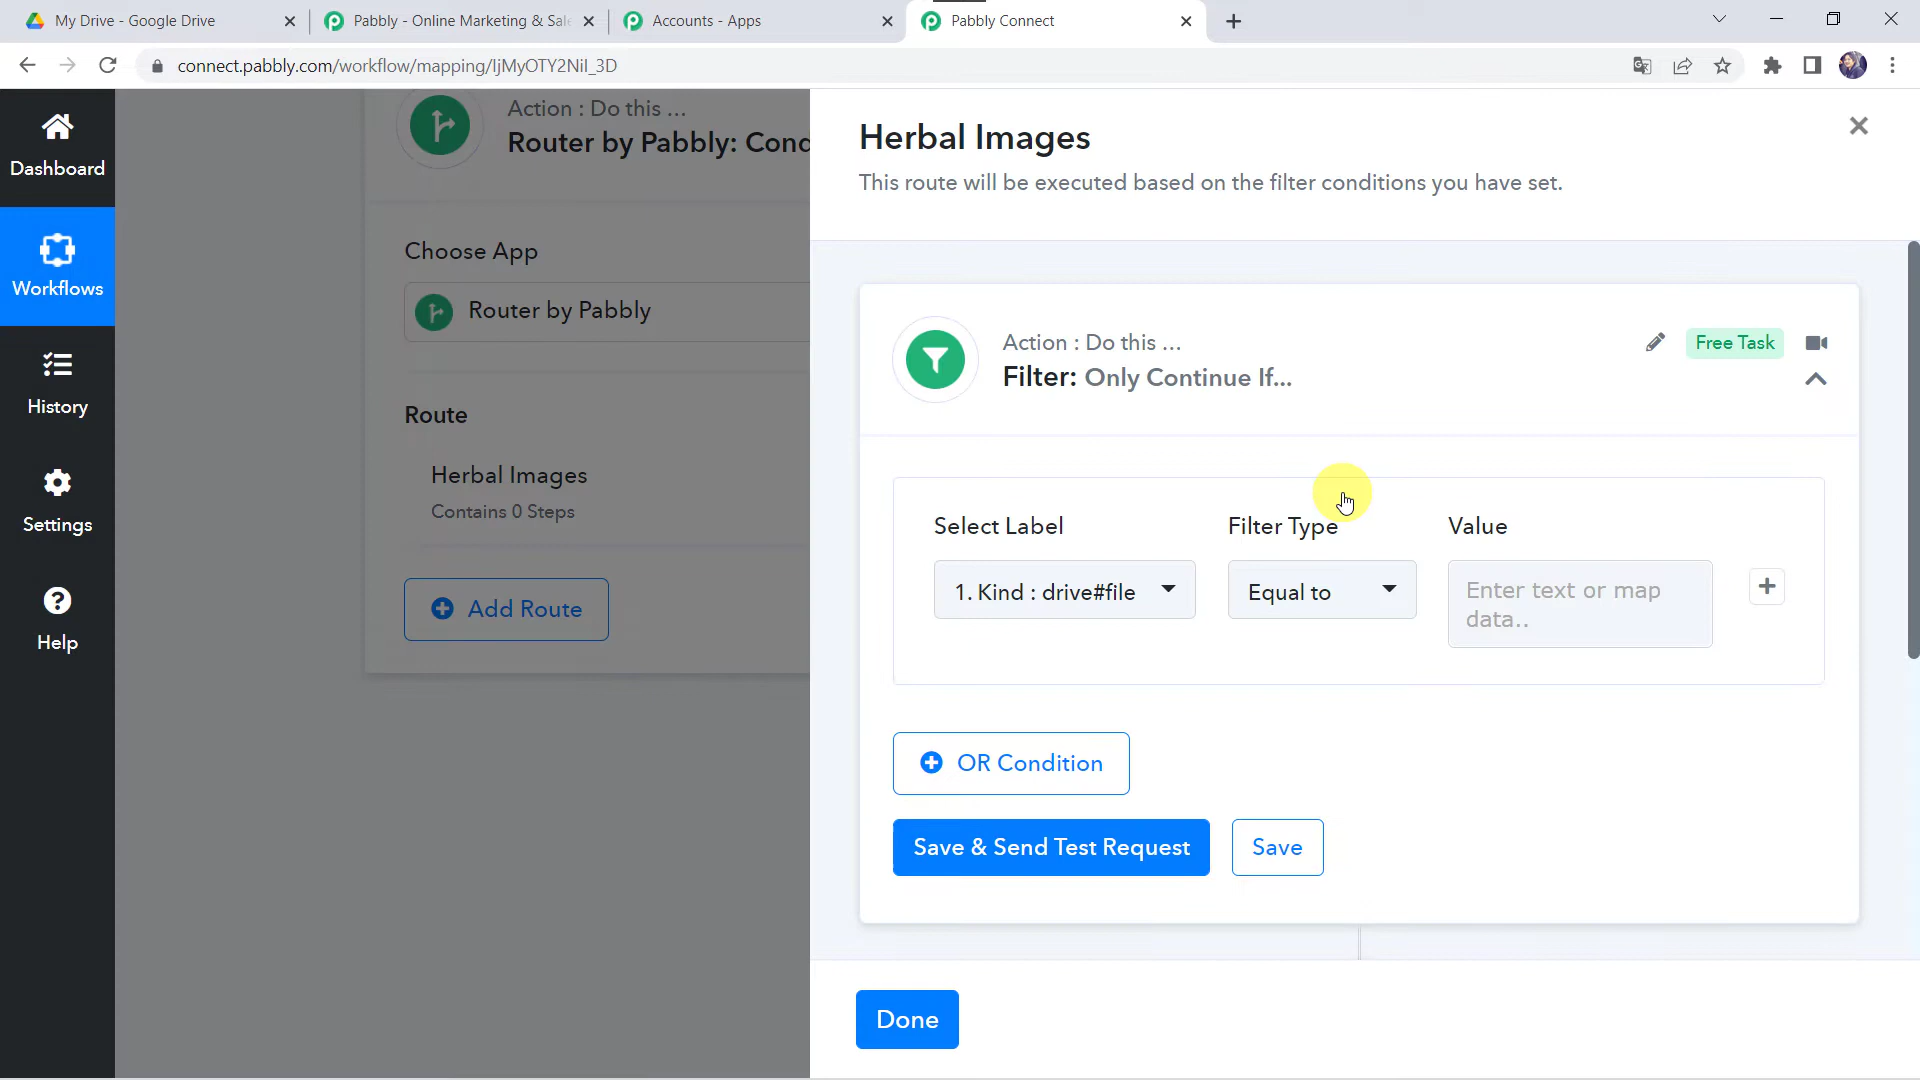 My Drive - Google Drive
Pabbly - Online Marketing & Sal
Accounts - Apps
Pabbly Connect
connect.pabbly.com/workflow/mapping/IjMyOTY2NiI_3D
Dashboard
Workflows
History
Settings
Help
Action : Do this ...
Router by Pabbly: Cond
Choose App
Router by Pabbly
Route
Herbal Images
Contains 0 Steps
Add Route
Herbal Images
This route will be executed based on the filter conditions you have set.
Action : Do this ...
Filter: Only Continue If...
Free Task
Select Label
Filter Type
Value
1. Kind : drive#file
Equal to
Enter text or map
data..
OR Condition
Save & Send Test Request
Save
Done